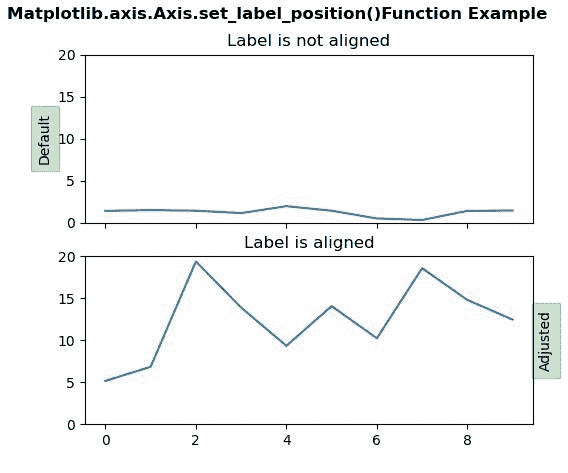 Matplotlib.axis.Axis.set_label_position()Function Example
Label is not aligned
20
15
10
5
0
Default
Label is aligned
20
15
10
5
0
Adjusted
0 2 4 6 8